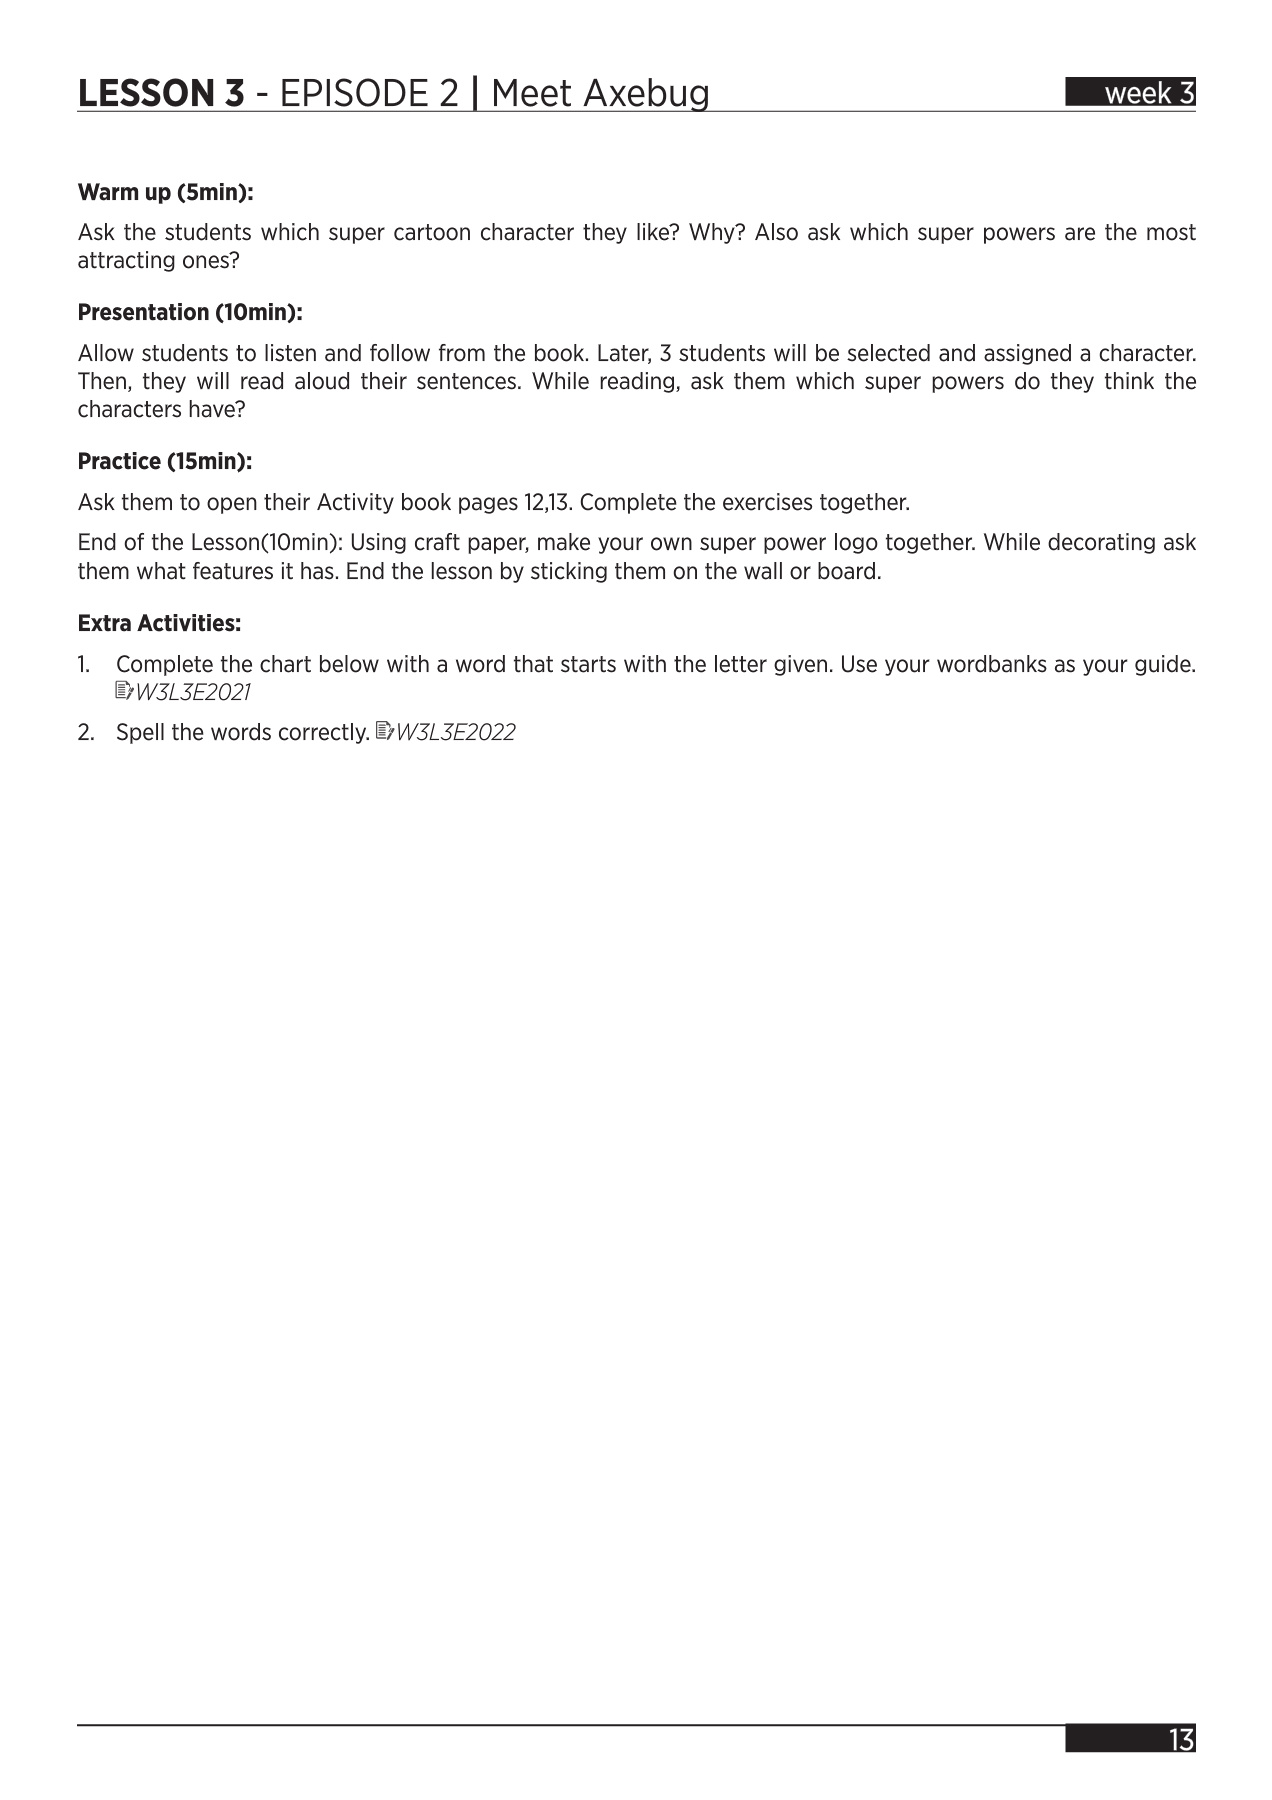 LESSON 3 - EPISODE 2 | Meet Axebug
week 3
Warm up (5min):
Ask the students which super cartoon character they like? Why? Also ask which super powers are the most
attracting ones?
Presentation (10min):
Allow students to listen and follow from the book. Later, 3 students will be selected and assigned a character.
Then, they will read aloud their sentences. While reading, ask them which super powers do they think the
characters have?
Practice (15min):
Ask them to open their Activity book pages 12,13. Complete the exercises together.
End of the Lesson(10min): Using craft paper, make your own super power logo together. While decorating ask
them what features it has. End the lesson by sticking them on the wall or board.
Extra Activities:
1. Complete the chart below with a word that starts with the letter given. Use your wordbanks as your guide.
W3L3E2021
2. Spell the words correctly. W3L3E2022
13